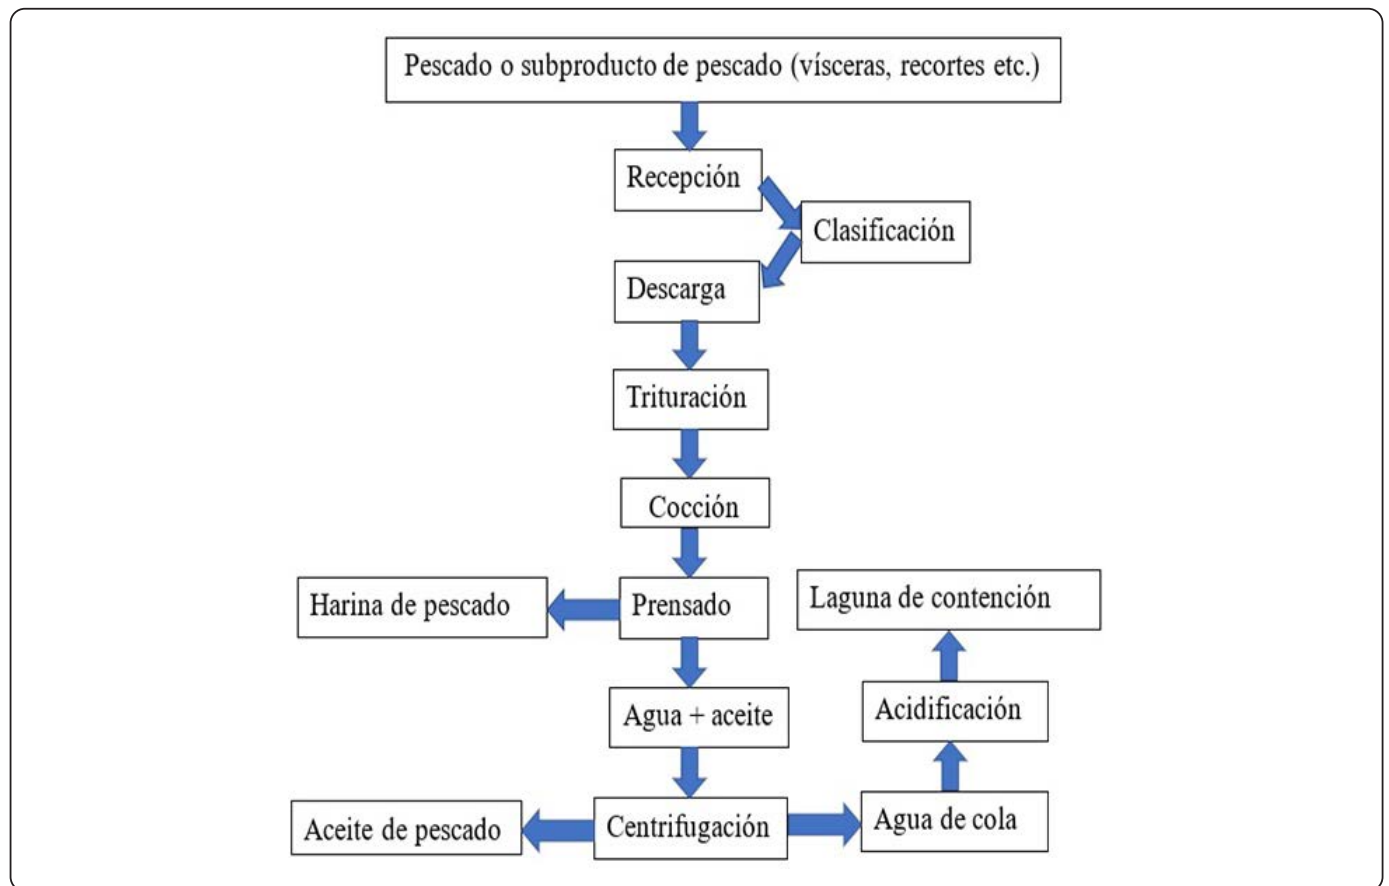 Pescado o subproducto de pescado (vísceras, recortes etc.)
Recepción
Clasificación
Descarga
Trituración
Cocción
Harina de pescado
Prensado
Laguna de contención
Agua + aceite
Acidificación
Aceite de pescado
Centrifugación
Agua de cola